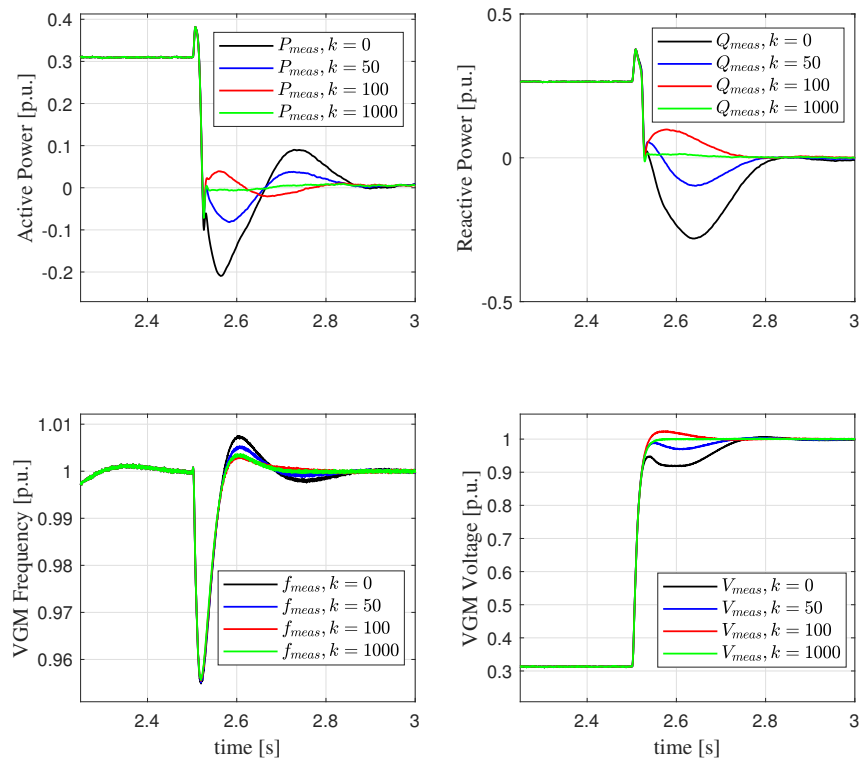 Active Power [p.u.]
0.4
0.3
0.2
0.1
0
-0.1
-0.2
2.4
2.6
2.8
3
P_meas, k = 0
P_meas, k = 50
P_meas, k = 100
P_meas, k = 1000
Reactive Power [p.u.]
0.5
0
-0.5
2.4
2.6
2.8
3
Q_meas, k = 0
Q_meas, k = 50
Q_meas, k = 100
Q_meas, k = 1000
VGM Frequency [p.u.]
1.01
1
0.99
0.98
0.97
0.96
2.4
2.6
2.8
3
time [s]
f_meas, k = 0
f_meas, k = 50
f_meas, k = 100
f_meas, k = 1000
VGM Voltage [p.u.]
1
0.9
0.8
0.7
0.6
0.5
0.4
0.3
2.4
2.6
2.8
3
time [s]
V_meas, k = 0
V_meas, k = 50
V_meas, k = 100
V_meas, k = 1000